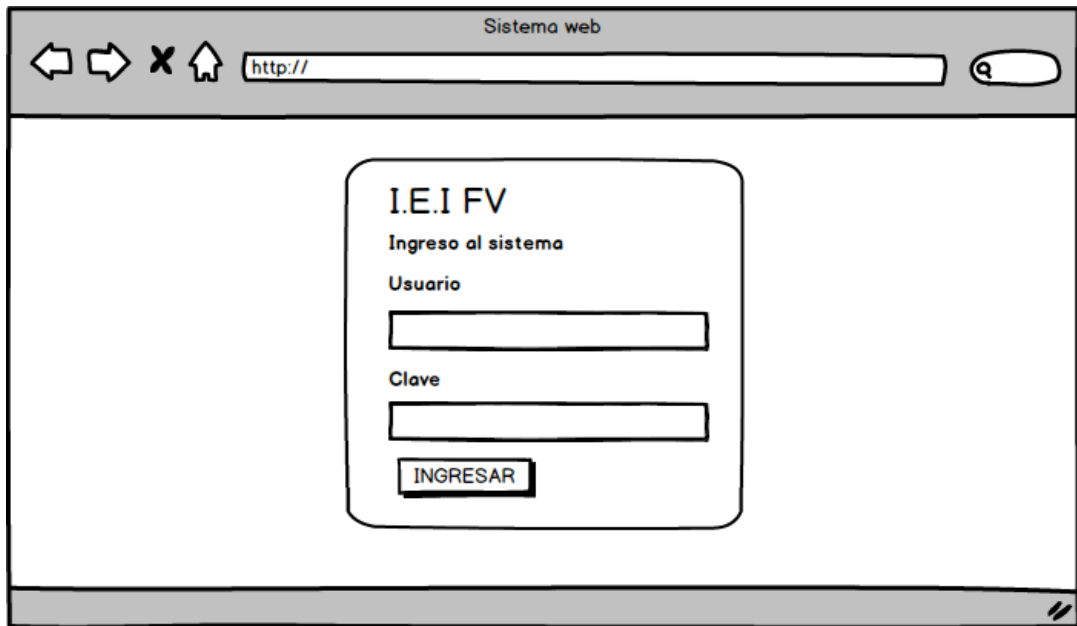 Sistema web
http://
I.E.I FV
Ingreso al sistema
Usuario
Clave
INGRESAR